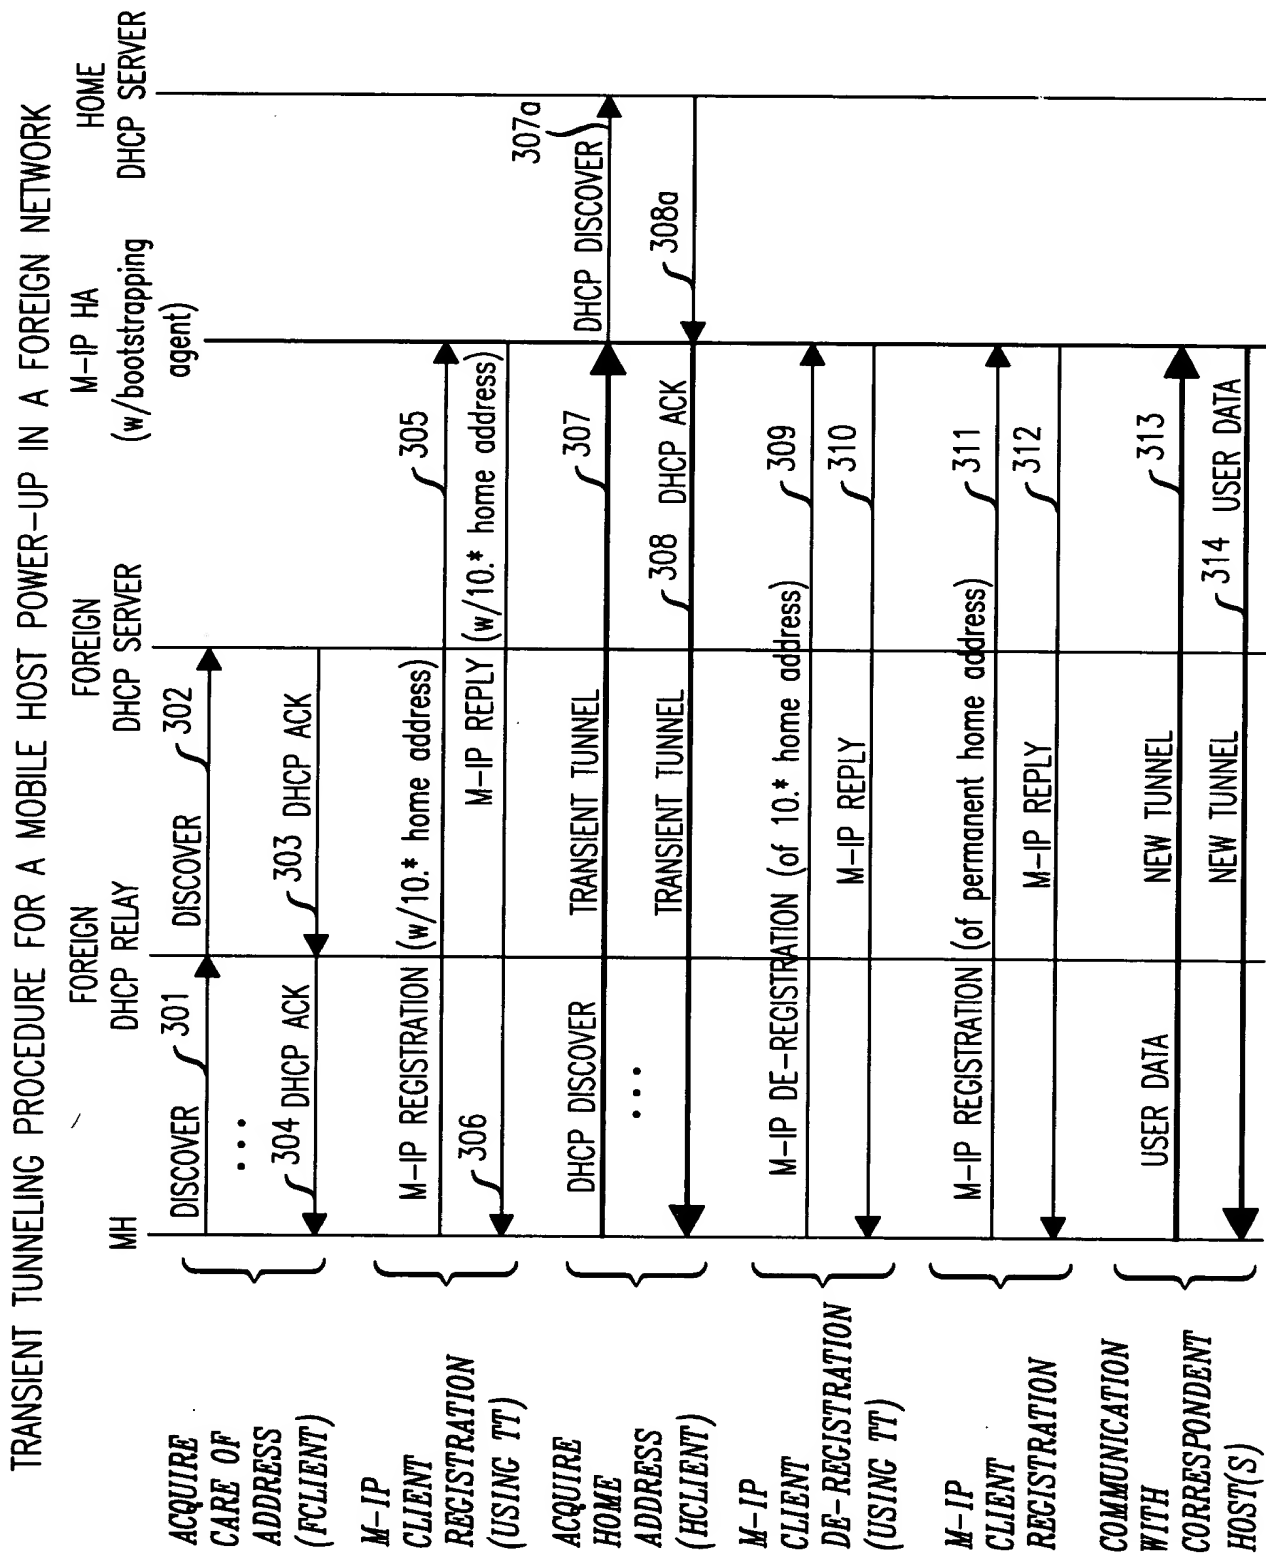 TRANSIENT TUNNELING PROCEDURE FOR A MOBILE HOST POWER-UP IN A FOREIGN NETWORK
MH
FOREIGN
DHCP RELAY
FOREIGN
DHCP SERVER
M-IP HA
(w/bootstrapping
agent)
HOME
DHCP SERVER
ACQUIRE
CARE OF
ADDRESS
(FCLIENT)
DISCOVER
301
DISCOVER
302
...
304 DHCP ACK
303 DHCP ACK
M-IP
CLIENT
REGISTRATION
(USING TT)
M-IP REGISTRATION (w/10.* home address)
305
306
M-IP REPLY (w/10.* home address)
ACQUIRE
HOME
ADDRESS
(HCLIENT)
DHCP DISCOVER
TRANSIENT TUNNEL
307
DHCP DISCOVER
307a
...
TRANSIENT TUNNEL
308 DHCP ACK
308a
M-IP
CLIENT
DE-REGISTRATION
(USING TT)
M-IP DE-REGISTRATION (of 10.* home address)
309
M-IP REPLY
310
M-IP
CLIENT
REGISTRATION
M-IP REGISTRATION (of permanent home address)
311
M-IP REPLY
312
COMMUNICATION
WITH
CORRESPONDENT
HOST(S)
USER DATA
NEW TUNNEL
313
NEW TUNNEL
314 USER DATA